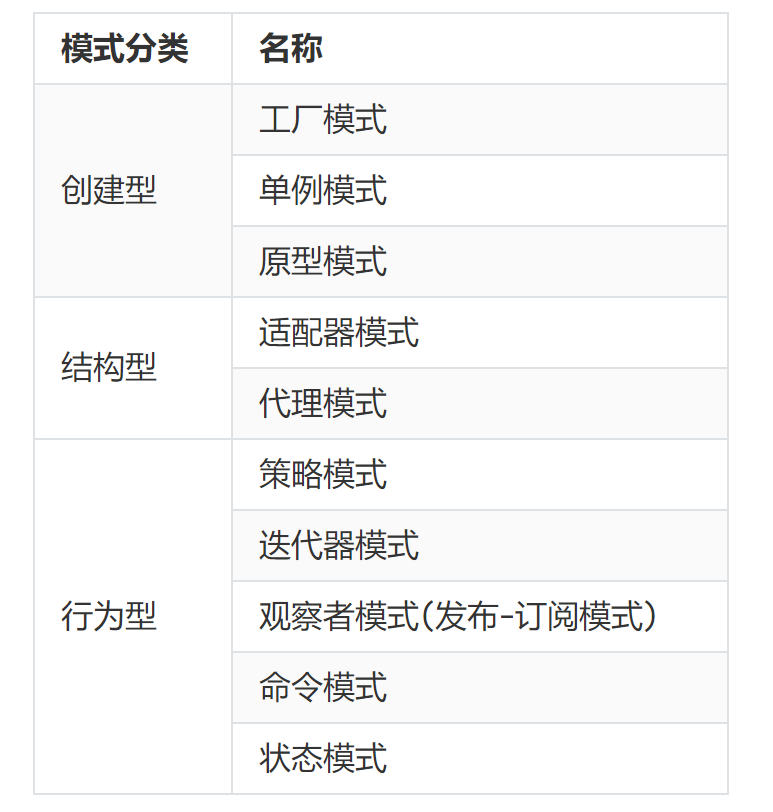 模式分类 名称
创建型
工厂模式
单例模式
原型模式
结构型
适配器模式
代理模式
行为型
策略模式
迭代器模式
观察者模式(发布-订阅模式)
命令模式
状态模式